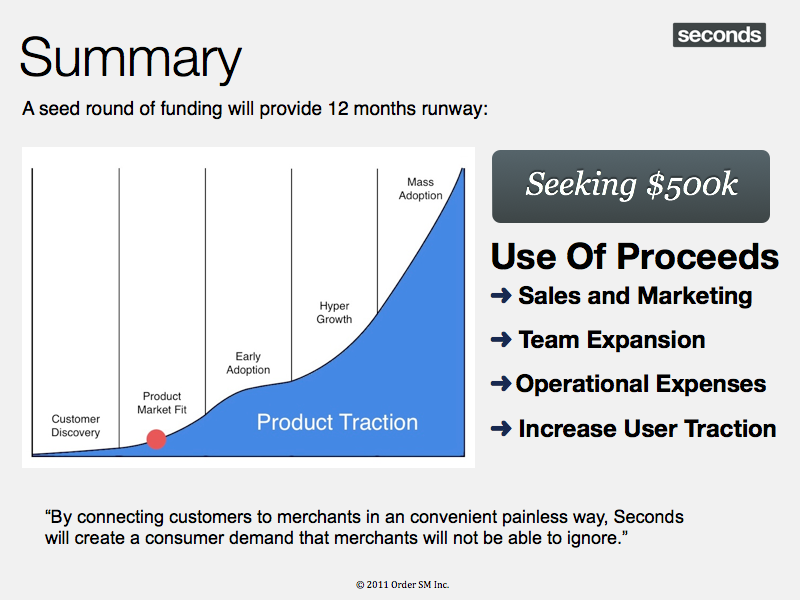 seconds
Summary
A seed round of funding will provide 12 months runway:
Mass
Adoption
Hyper
Growth
Early
Adoption
Product
Market Fit
Customer
Discovery
Product Traction
Seeking $500k
Use Of Proceeds
➔ Sales and Marketing
➔ Team Expansion
➔ Operational Expenses
➔ Increase User Traction
“By connecting customers to merchants in an convenient painless way, Seconds
will create a consumer demand that merchants will not be able to ignore.”
© 2011 Order SM Inc.